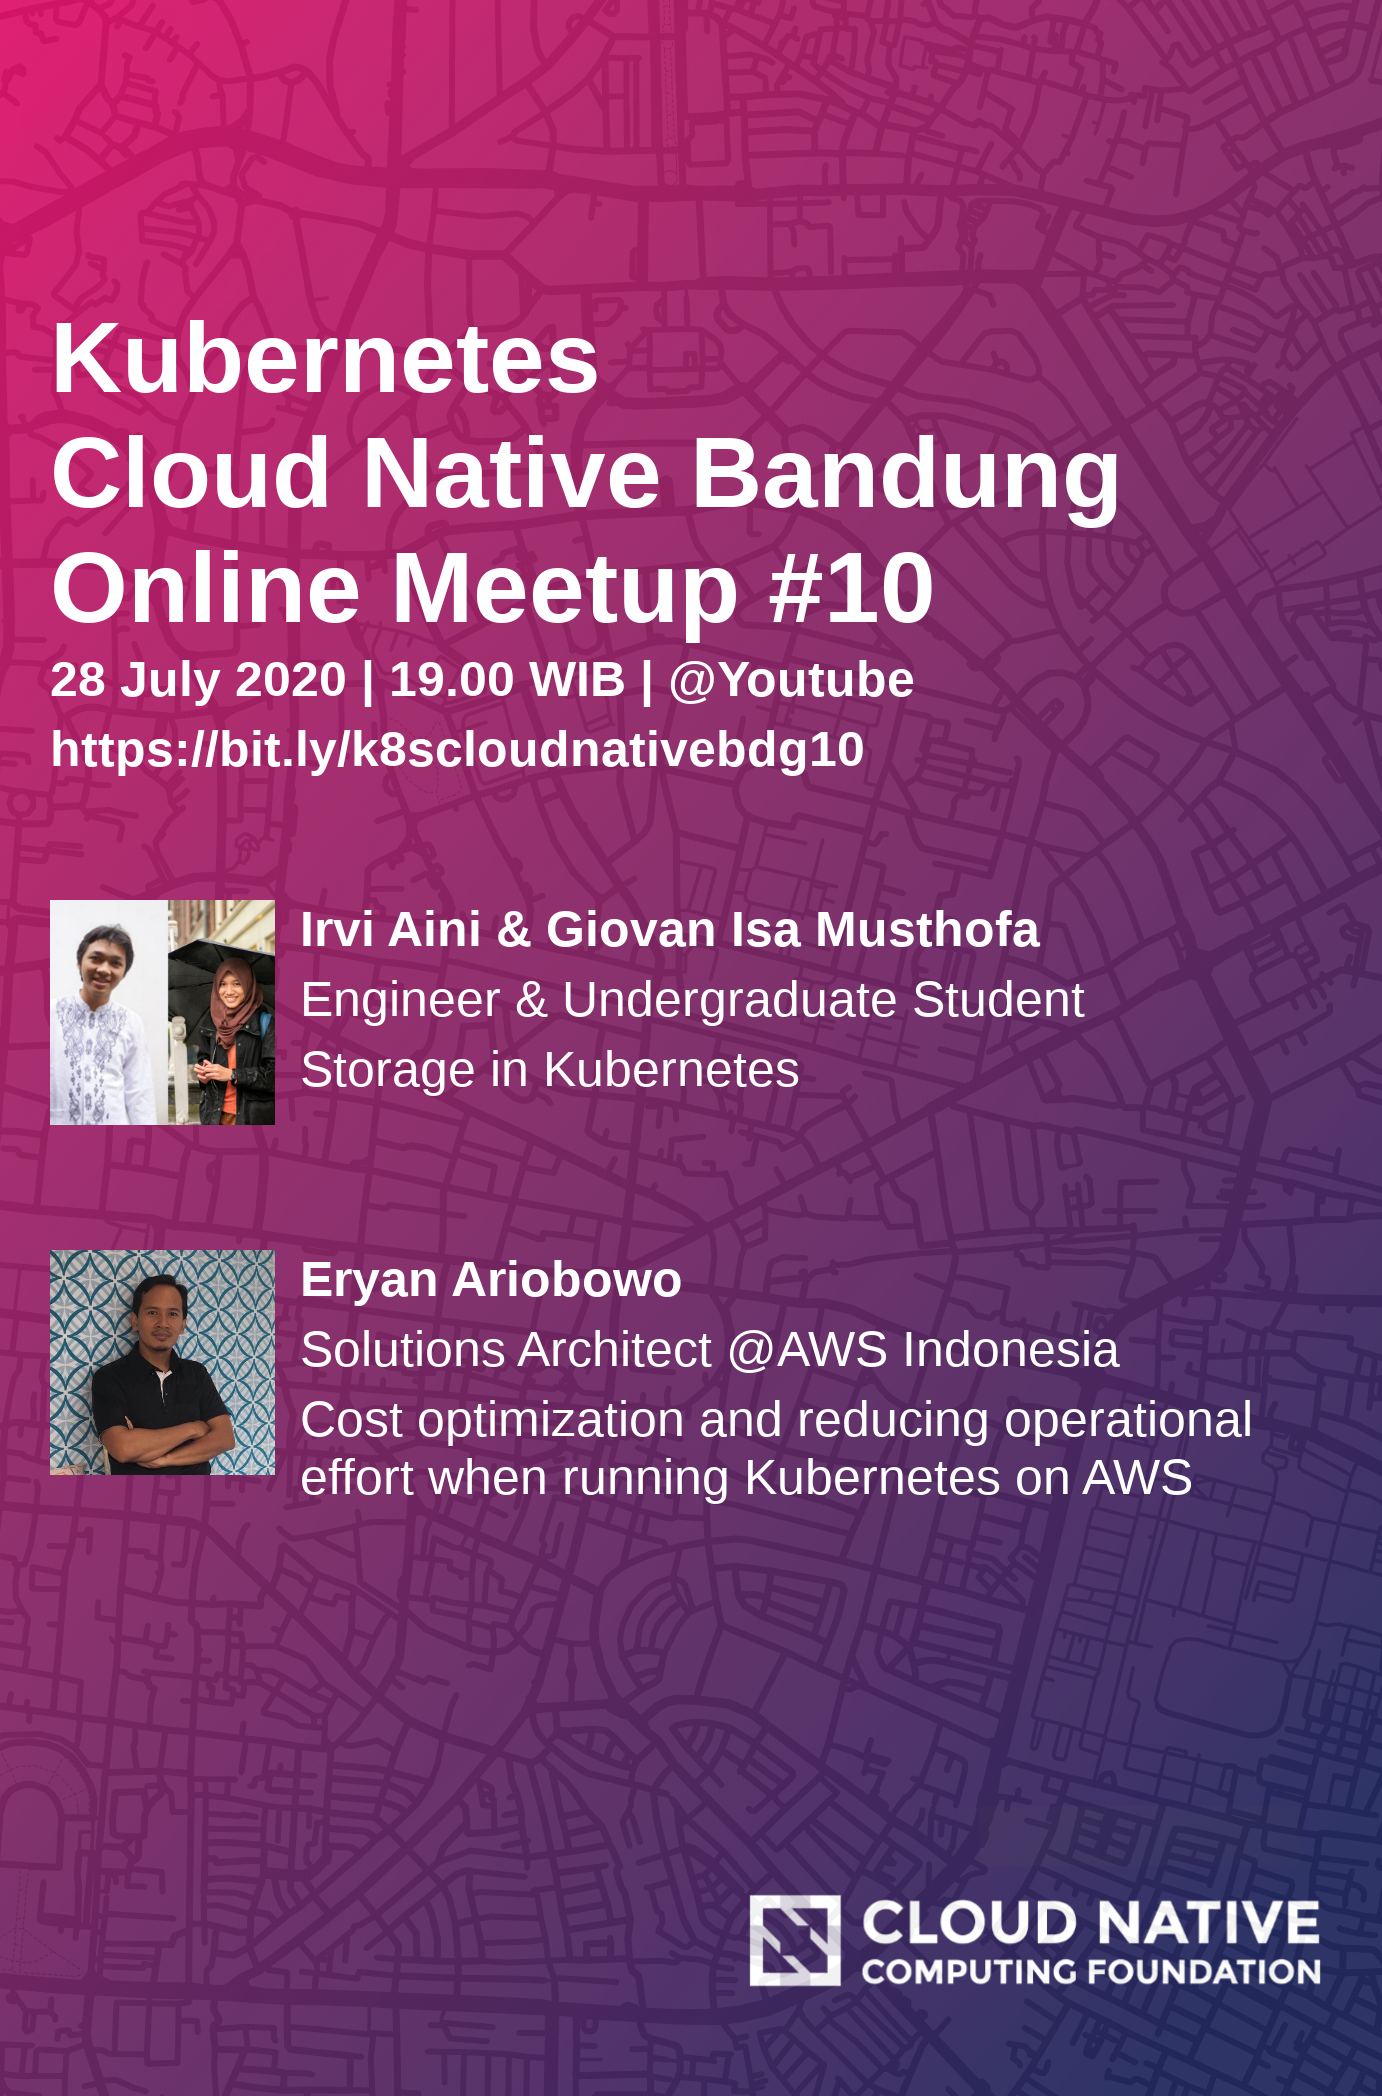 Kubernetes
Cloud Native Bandung
Online Meetup #10
28 July 2020 | 19.00 WIB | @Youtube
https://bit.ly/k8scloudnativebdg10
Irvi Aini & Giovan Isa Musthofa
Engineer & Undergraduate Student
Storage in Kubernetes
Eryan Ariobowo
Solutions Architect @AWS Indonesia
Cost optimization and reducing operational
effort when running Kubernetes on AWS
CLOUD NATIVE
COMPUTING FOUNDATION